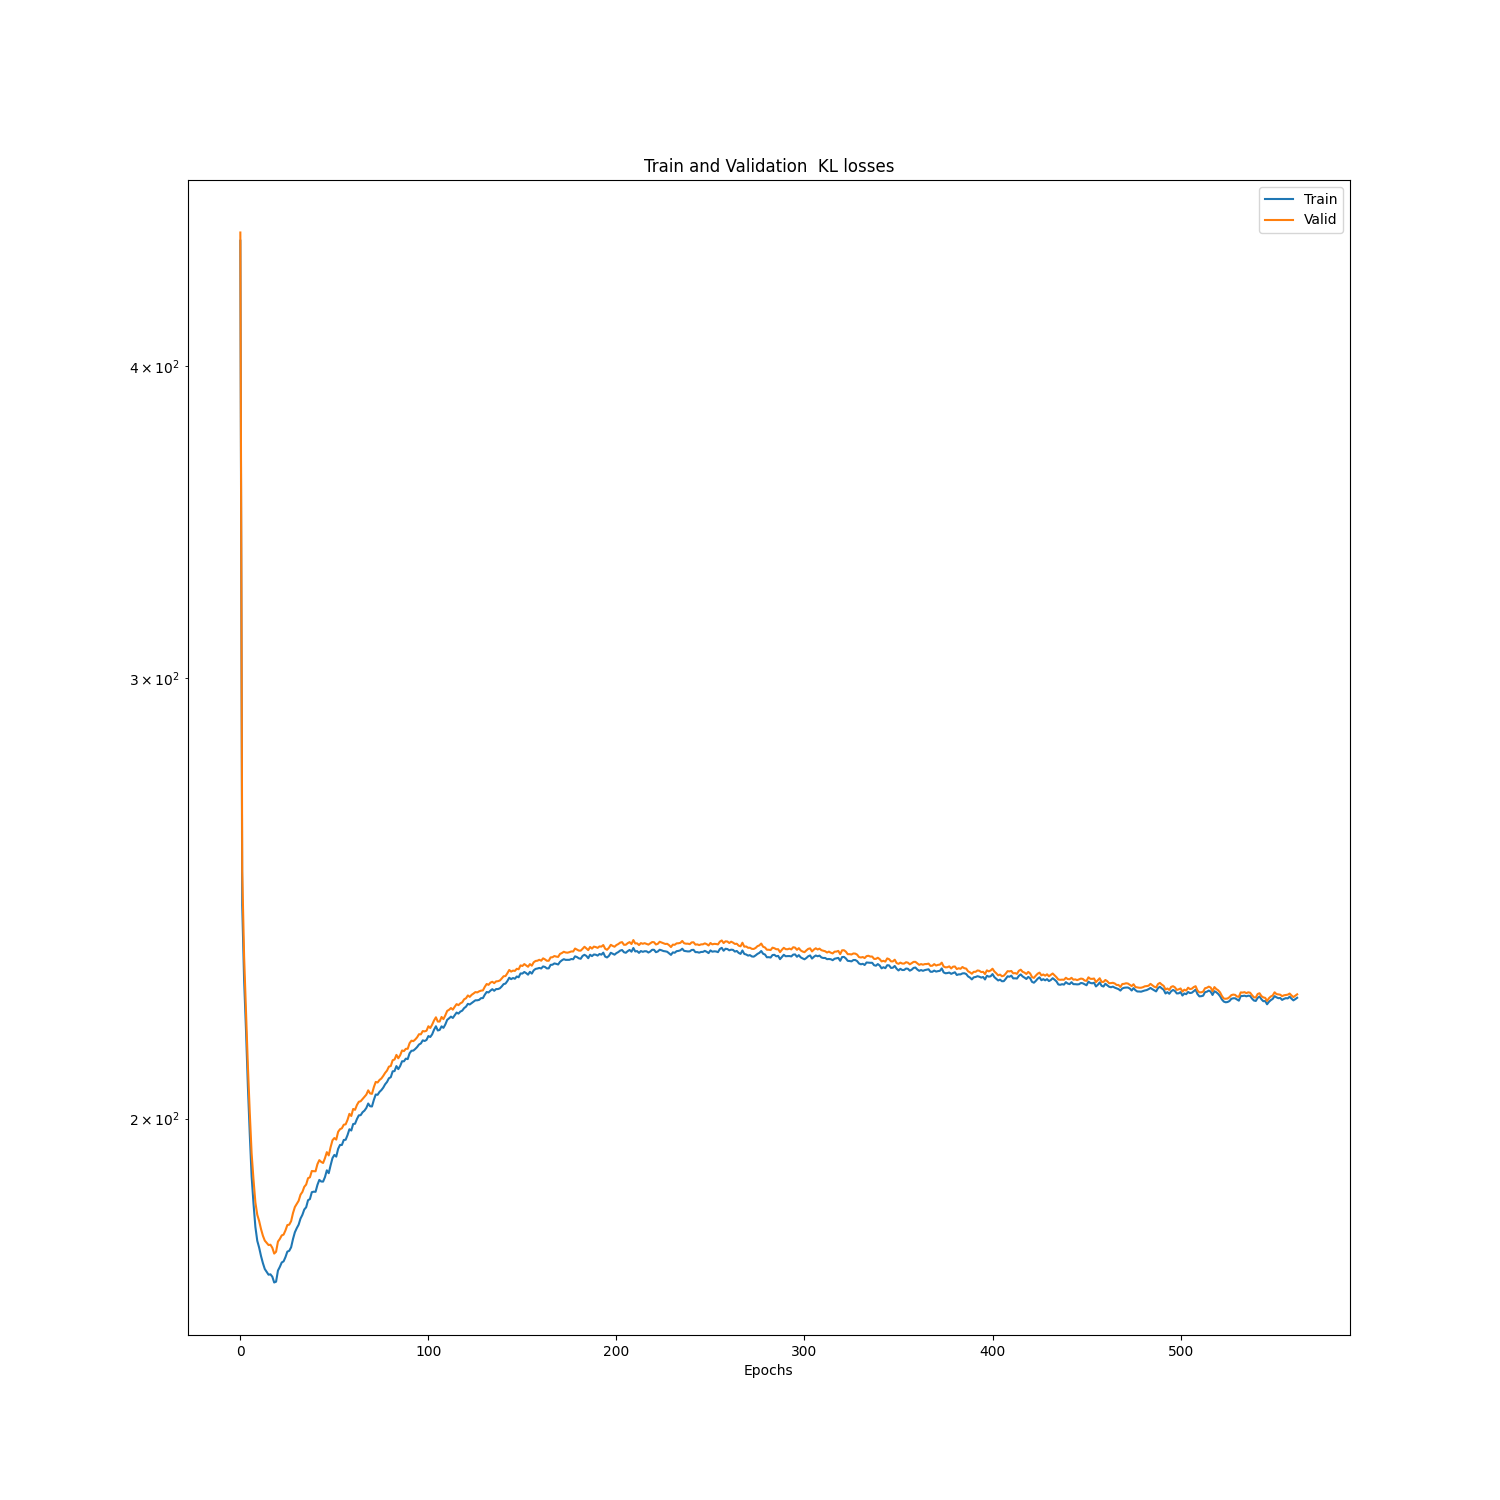 Train and Validation  KL losses
Train
Valid
4 × 10²
3 × 10²
2 × 10²
0 100 200 300 400 500
Epochs